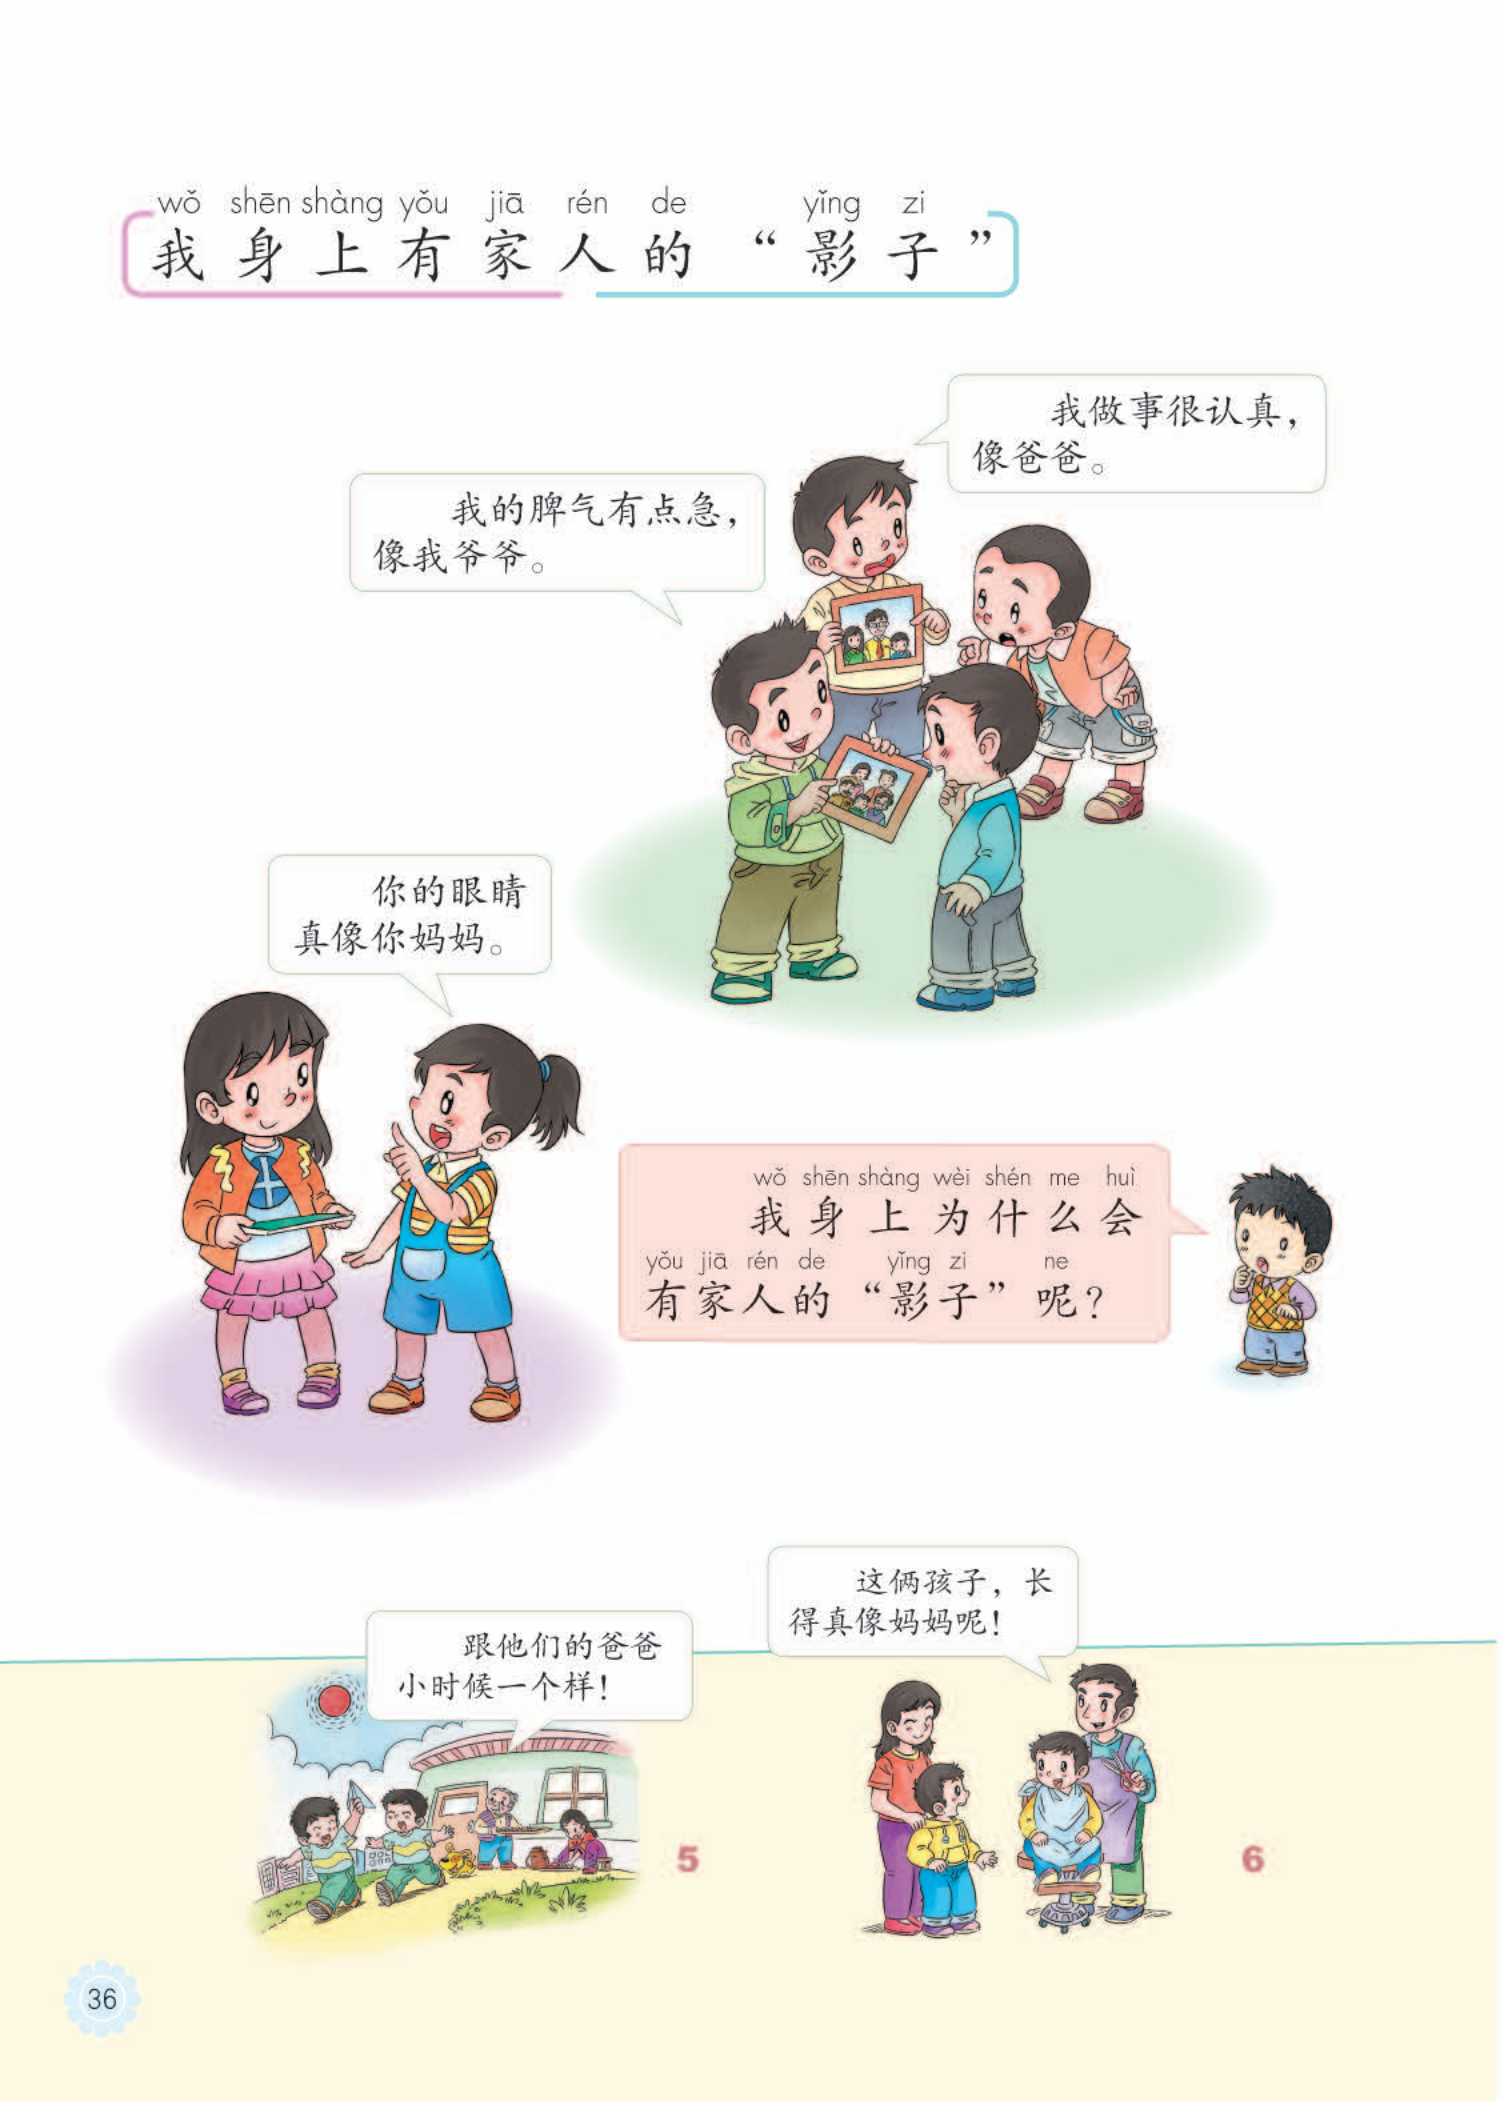 wǒ shēn shàng yǒu jiā rén de yǐng zi
我身上有家人的“影子”
我做事很认真，
像爸爸。
我的脾气有点急，
像我爷爷。
你的眼睛
真像你妈妈。
wǒ shēn shàng wèi shén me huì
我身上为什么会
yǒu jiā rén de yǐng zi ne
有家人的“影子”呢？
这俩孩子，长
得真像妈妈呢！
跟他们的爸爸
小时候一个样！
5
6
36